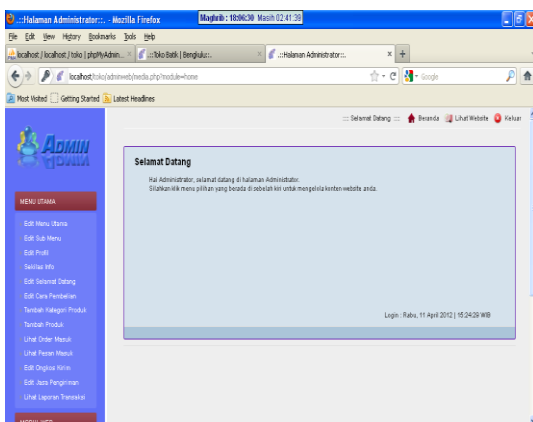 .::Halaman Administrator::. - Mozilla Firefox
Maghrib : 18:06:30 Masih 02:41:39
File Edit View History Bookmarks Tools Help
localhost / localhost / toko | phpMyAdmin...
.::Toko Batik | Bengkulu::.
.::Halaman Administrator::.
localhost/toko/adminweb/media.php?module=home
Google
Most Visited Getting Started Latest Headlines
::: Selamat Datang ::: Beranda Lihat Website Keluar
ADMIN
Selamat Datang
Hai Administrator, selamat datang di halaman Administrator.
Silahkan klik menu pilihan yang berada di sebelah kiri untuk mengelola konten website anda.
Login : Rabu, 11 April 2012 | 15:24:29 WIB
MENU UTAMA
Edit Menu Utama
Edit Sub Menu
Edit Profil
Sekilas Info
Edit Selamat Datang
Edit Cara Pembelian
Tambah Kategori Produk
Tambah Produk
Lihat Order Masuk
Lihat Pesan Masuk
Edit Ongkos Kirim
Edit Jasa Pengiriman
Lihat Laporan Transaksi